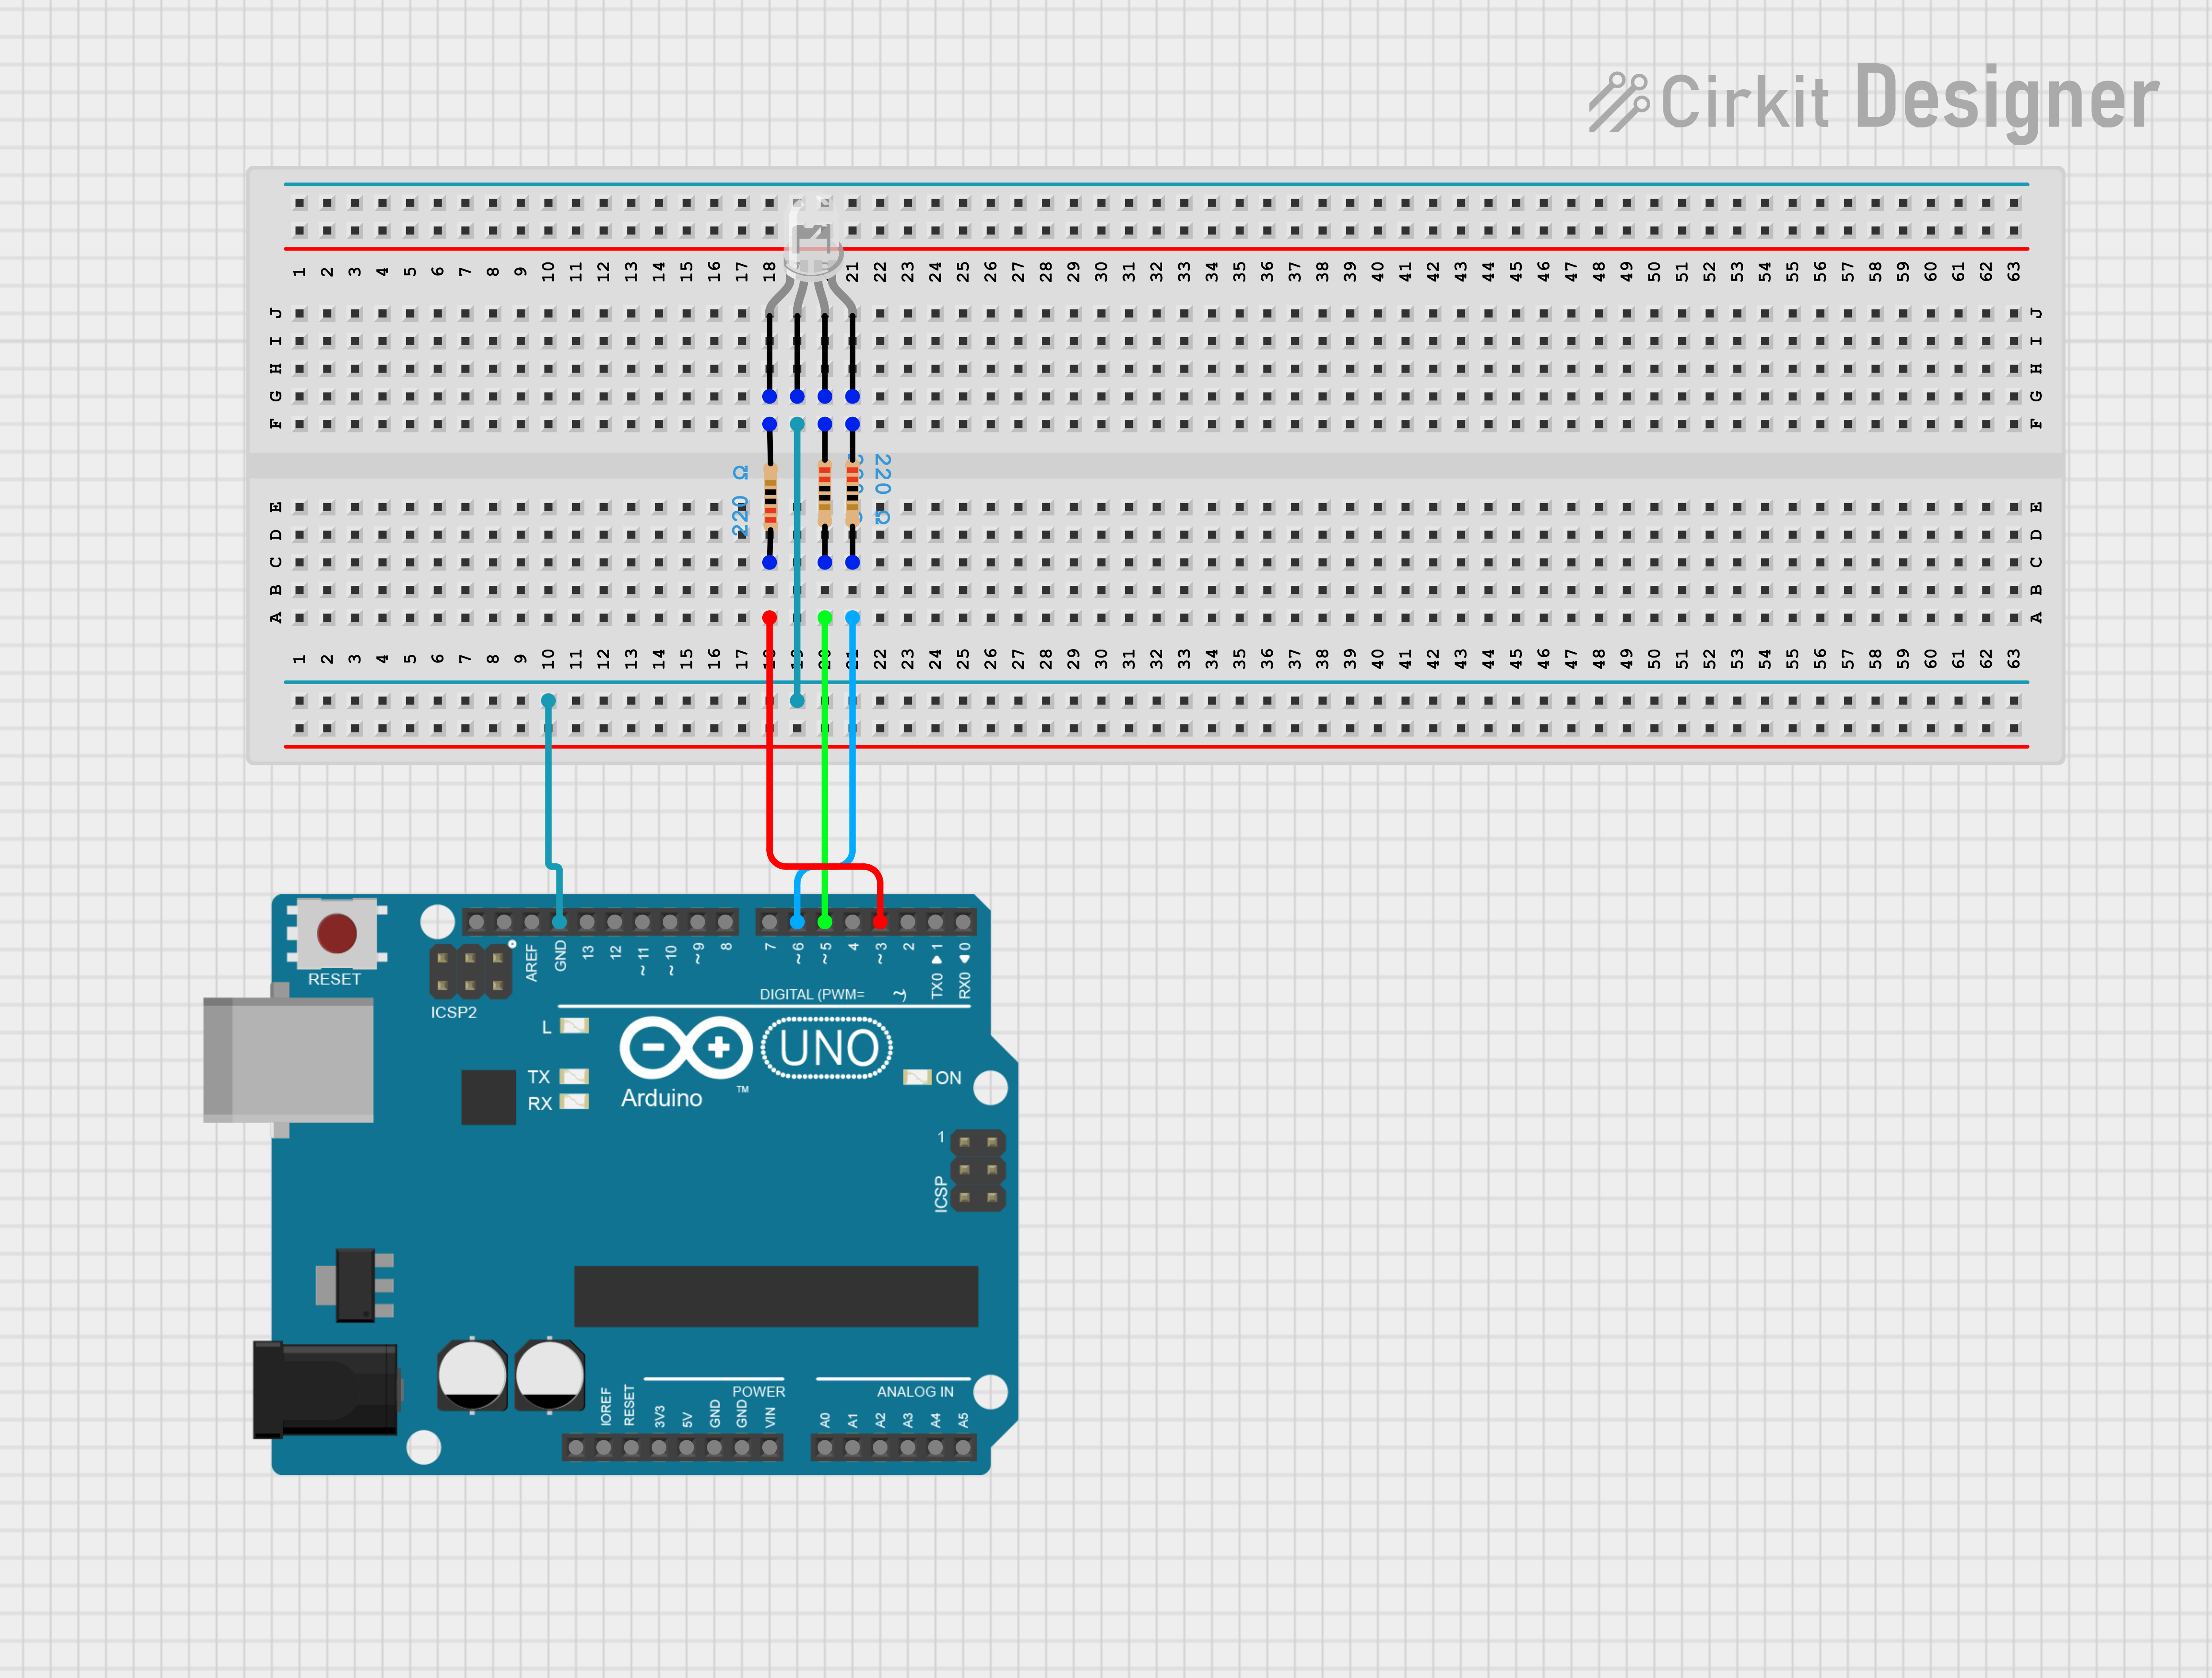 Cirkit Designer
1 2 3 4 5 6 7 8 9 10 11 12 13 14 15 16 17 18 21 22 23 24 25 26 27 28 29 30 31 32 33 34 35 36 37 38 39 40 41 42 43 44 45 46 47 48 49 50 51 52 53 54 55 56 57 58 59 60 61 62 63
J J
I I
H H
G G
F F
220 Ω
220 Ω
E E
D D
C C
B B
A A
1 2 3 4 5 6 7 8 9 10 11 12 13 14 15 16 17 18 19 20 21 22 23 24 25 26 27 28 29 30 31 32 33 34 35 36 37 38 39 40 41 42 43 44 45 46 47 48 49 50 51 52 53 54 55 56 57 58 59 60 61 62 63
RESET
ICSP2
AREF GND 13 12 ~11 ~10 ~9 8 7 ~6 ~5 4 ~3 2 TX0▶1 RX0◀0
DIGITAL (PWM= ~)
L
TX
RX
UNO
Arduino
TM
ON
1
ICSP
IOREF RESET 3V3 5V GND GND VIN
POWER
ANALOG IN
A0 A1 A2 A3 A4 A5